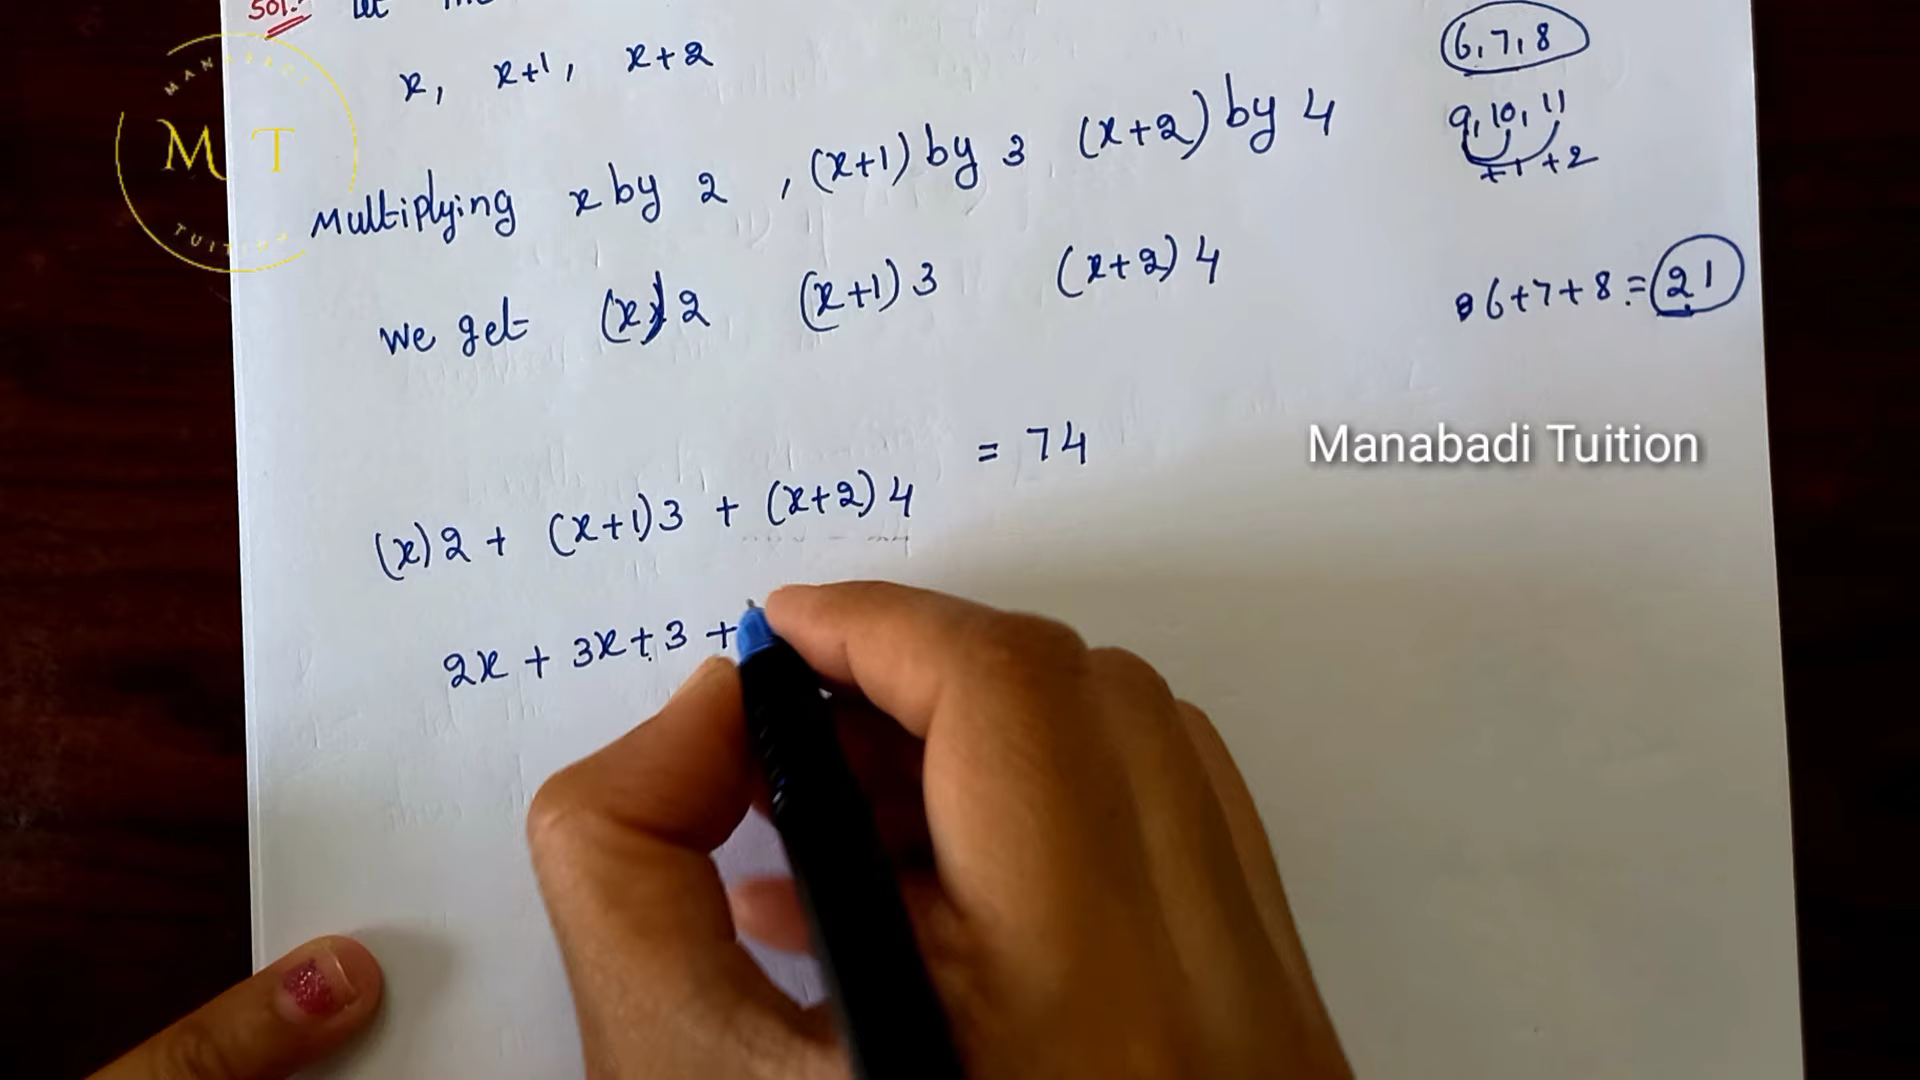 Sol:-
x, x+1, x+2
6,7,8
9,10,11
+1 +2
Multiplying x by 2 , (x+1) by 3 (x+2) by 4
we get (x) 2 (x+1) 3 (x+2) 4
6+7+8 = 21
(x) 2 + (x+1) 3 + (x+2) 4 = 74
2x + 3x + 3 +
MANABADI
M T
TUITION
Manabadi Tuition